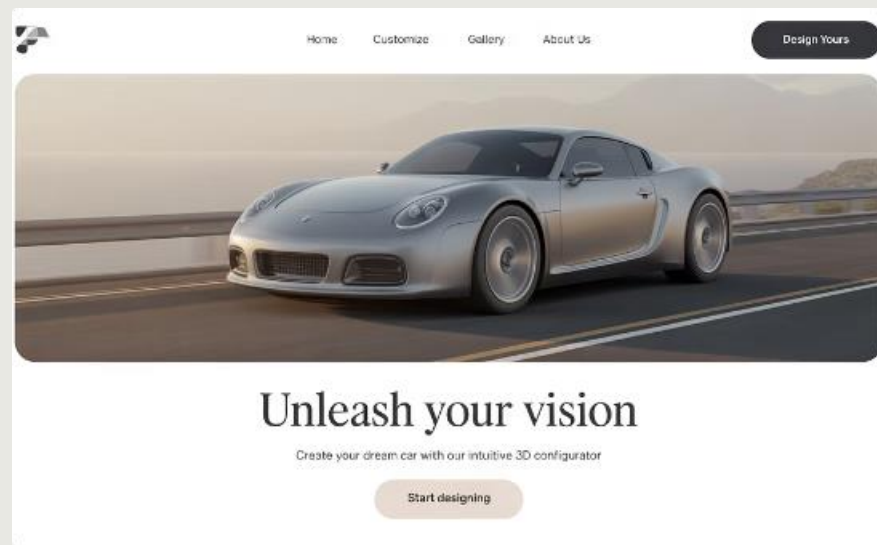 Home Customize Gallery About Us Design Yours
Unleash your vision
Create your dream car with our intuitive 3D configurator
Start designing